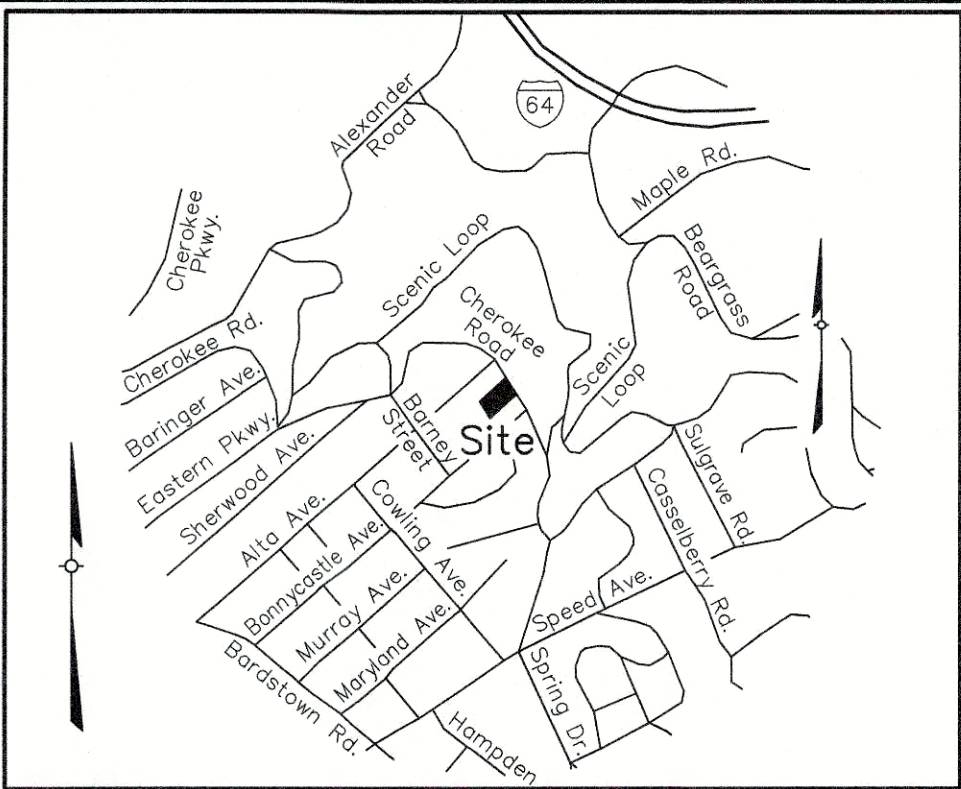 Alexander
Road
64
Maple Rd.
Cherokee
Pkwy.
Scenic Loop
Beargrass
Road
Cherokee
Road
Cherokee Rd.
Scenic
Loop
Baringer Ave.
Barney
Street
Site
Eastern Pkwy.
Sherwood Ave.
Sulgrave Rd.
Casselberry Rd.
Alta Ave.
Cowling Ave.
Bonnycastle Ave.
Murray Ave.
Speed Ave.
Maryland Ave.
Bardstown Rd.
Spring Dr.
Hampden